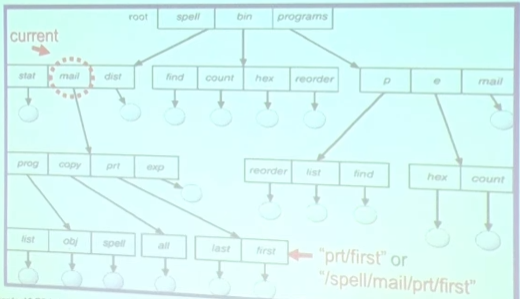 root spell bin programs
current
stat mail dist find count hex reorder p e mail
prog copy prt exp reorder list find hex count
list obj spell all last first
"prt/first" or
"/spell/mail/prt/first"